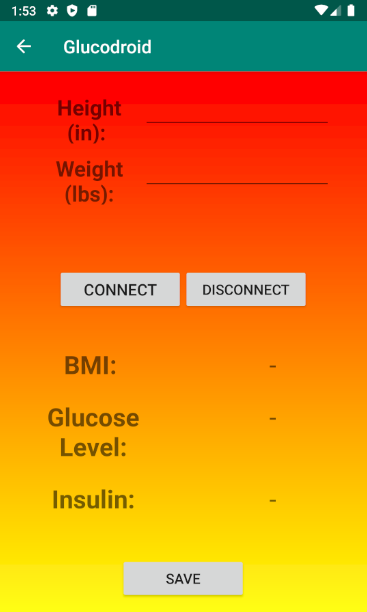 1:53
Glucodroid
Height
(in):
Weight
(lbs):
CONNECT DISCONNECT
BMI: -
Glucose -
Level:
Insulin: -
SAVE